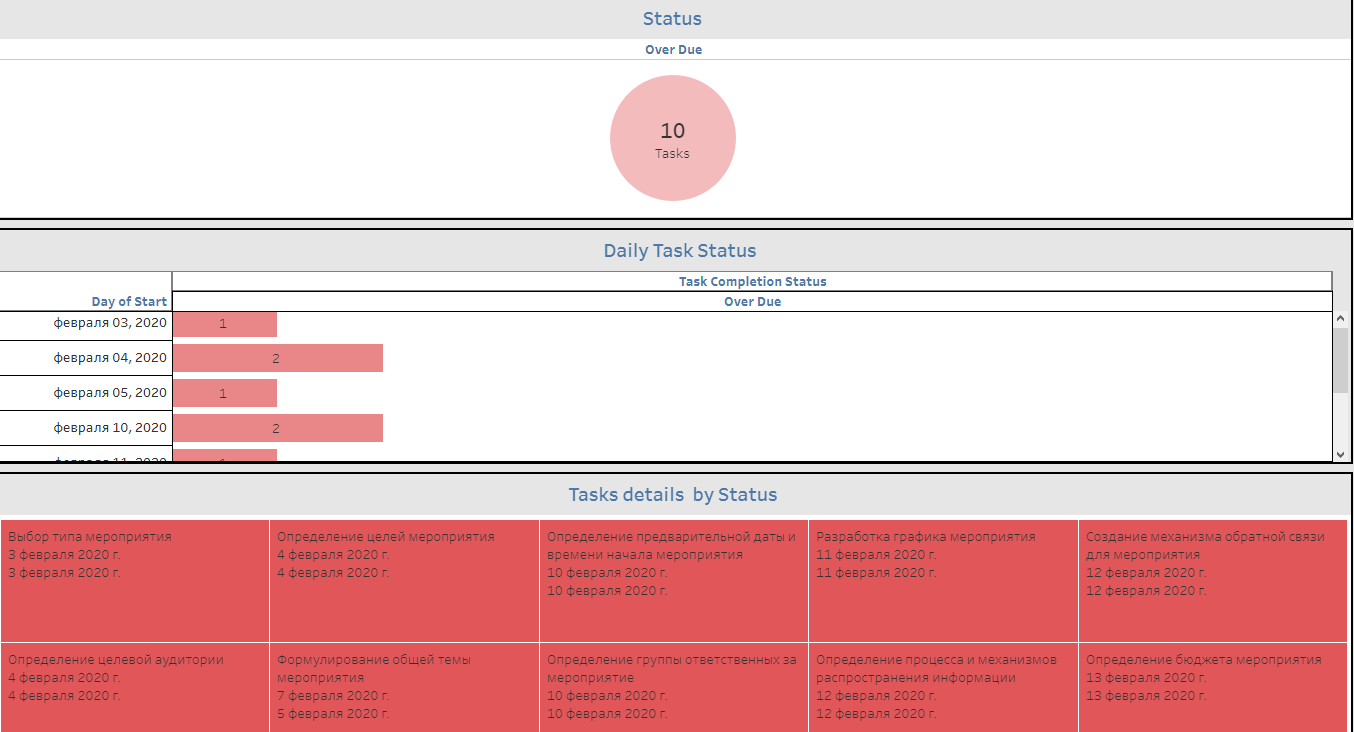 Status
Over Due
10
Tasks
Daily Task Status
Task Completion Status
Day of Start
Over Due
февраля 03, 2020
1
февраля 04, 2020
2
февраля 05, 2020
1
февраля 10, 2020
2
февраля 11, 2020
1
Tasks details by Status
Выбор типа мероприятия
3 февраля 2020 г.
3 февраля 2020 г.
Определение целей мероприятия
4 февраля 2020 г.
4 февраля 2020 г.
Определение предварительной даты и
времени начала мероприятия
10 февраля 2020 г.
10 февраля 2020 г.
Разработка графика мероприятия
11 февраля 2020 г.
11 февраля 2020 г.
Создание механизма обратной связи
для мероприятия
12 февраля 2020 г.
12 февраля 2020 г.
Определение целевой аудитории
4 февраля 2020 г.
4 февраля 2020 г.
Формулирование общей темы
мероприятия
7 февраля 2020 г.
5 февраля 2020 г.
Определение группы ответственных за
мероприятие
10 февраля 2020 г.
10 февраля 2020 г.
Определение процесса и механизмов
распространения информации
12 февраля 2020 г.
12 февраля 2020 г.
Определение бюджета мероприятия
13 февраля 2020 г.
13 февраля 2020 г.